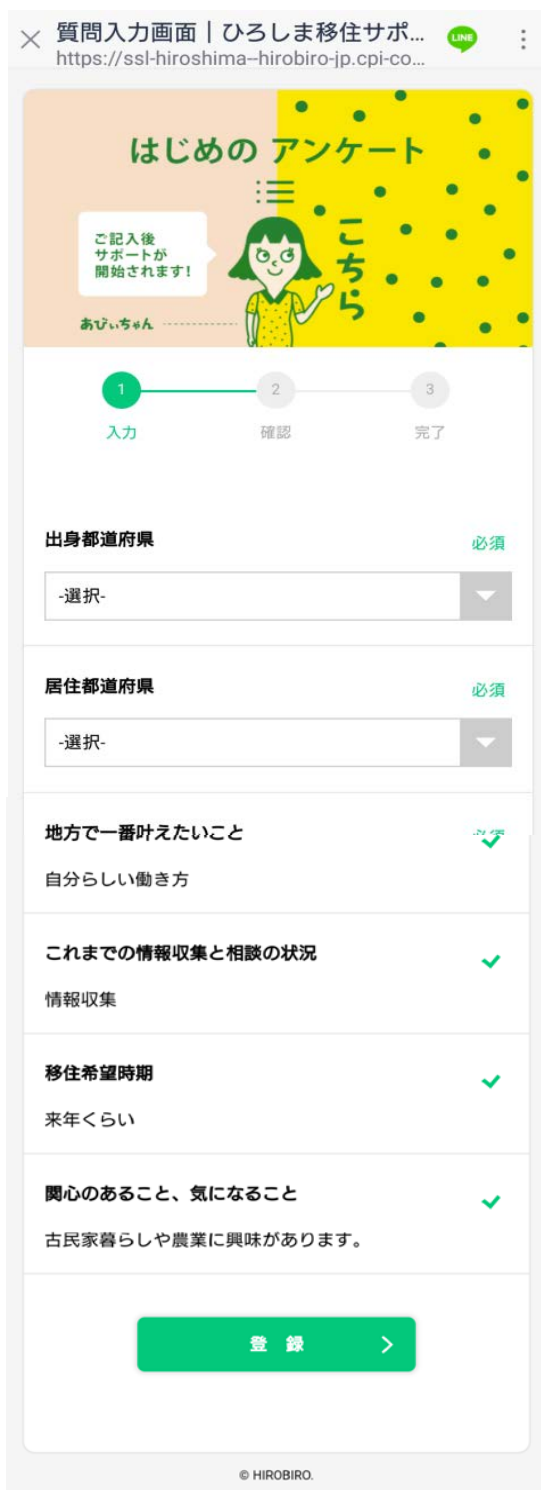 質問入力画面｜ひろしま移住サポ...
https://ssl-hiroshima--hirobiro-jp.cpi-co...
LINE
はじめの アンケート
ご記入後
サポートが
開始されます!
こちら
あびぃちゃん
1
2
3
入力
確認
完了
出身都道府県
必須
-選択-
居住都道府県
必須
-選択-
地方で一番叶えたいこと
自分らしい働き方
これまでの情報収集と相談の状況
情報収集
移住希望時期
来年くらい
関心のあること、気になること
古民家暮らしや農業に興味があります。
登 録
© HIROBIRO.